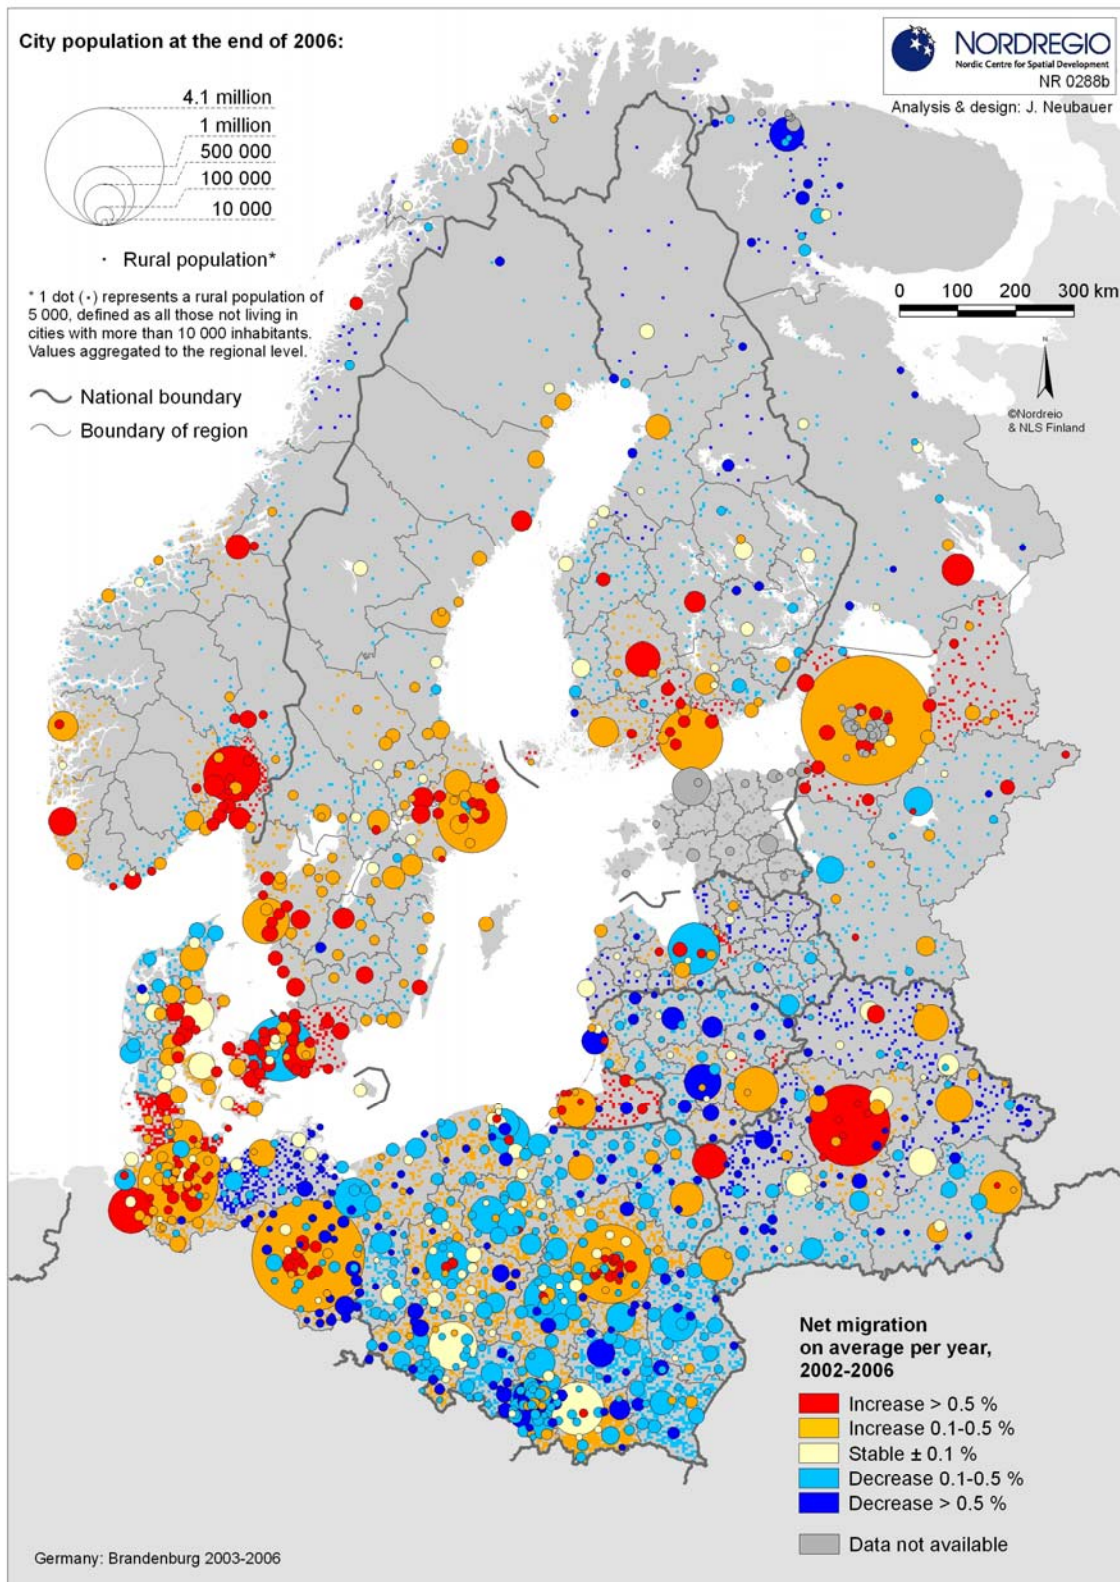 City population at the end of 2006:
4.1 million
1 million
500 000
100 000
10 000
Rural population*
* 1 dot (·) represents a rural population of
5 000, defined as all those not living in
cities with more than 10 000 inhabitants.
Values aggregated to the regional level.
National boundary
Boundary of region
NORDREGIO
Nordic Centre for Spatial Development
NR 0288b
Analysis & design: J. Neubauer
0 100 200 300 km
N
©Nordreio
& NLS Finland
Net migration
on average per year,
2002-2006
Increase > 0.5 %
Increase 0.1-0.5 %
Stable ± 0.1 %
Decrease 0.1-0.5 %
Decrease > 0.5 %
Data not available
Germany: Brandenburg 2003-2006